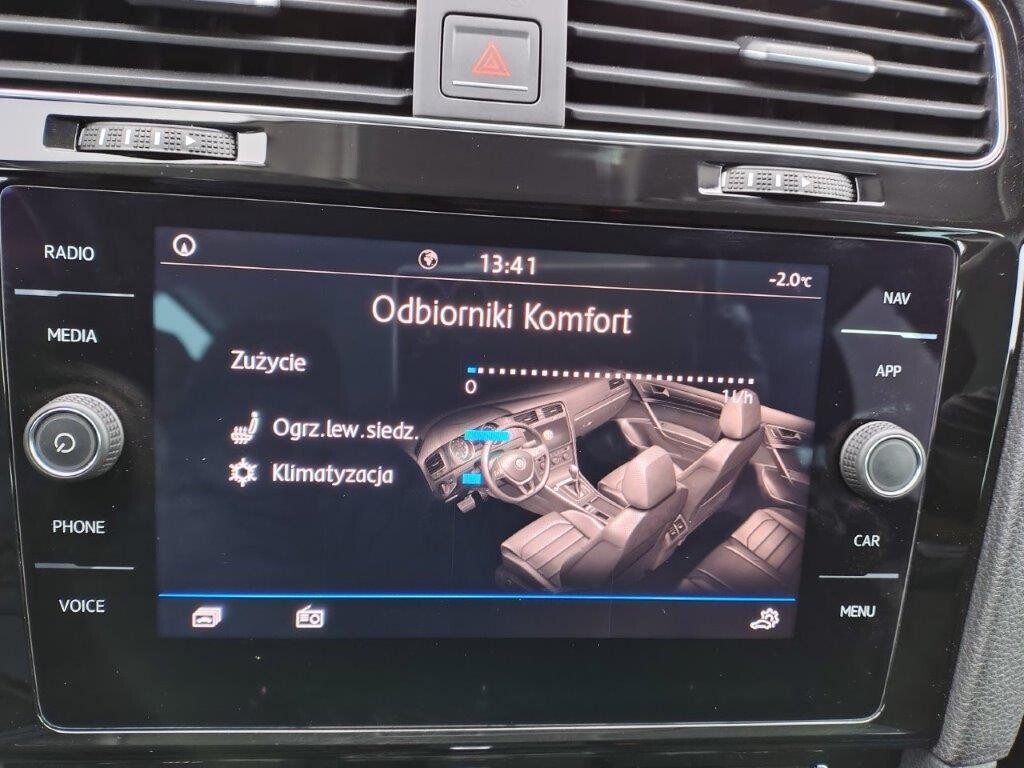 RADIO
MEDIA
PHONE
VOICE
13:41
-2.0°C
Odbiorniki Komfort
Zużycie
0
1l/h
Ogrz.lew.siedz.
Klimatyzacja
NAV
APP
CAR
MENU